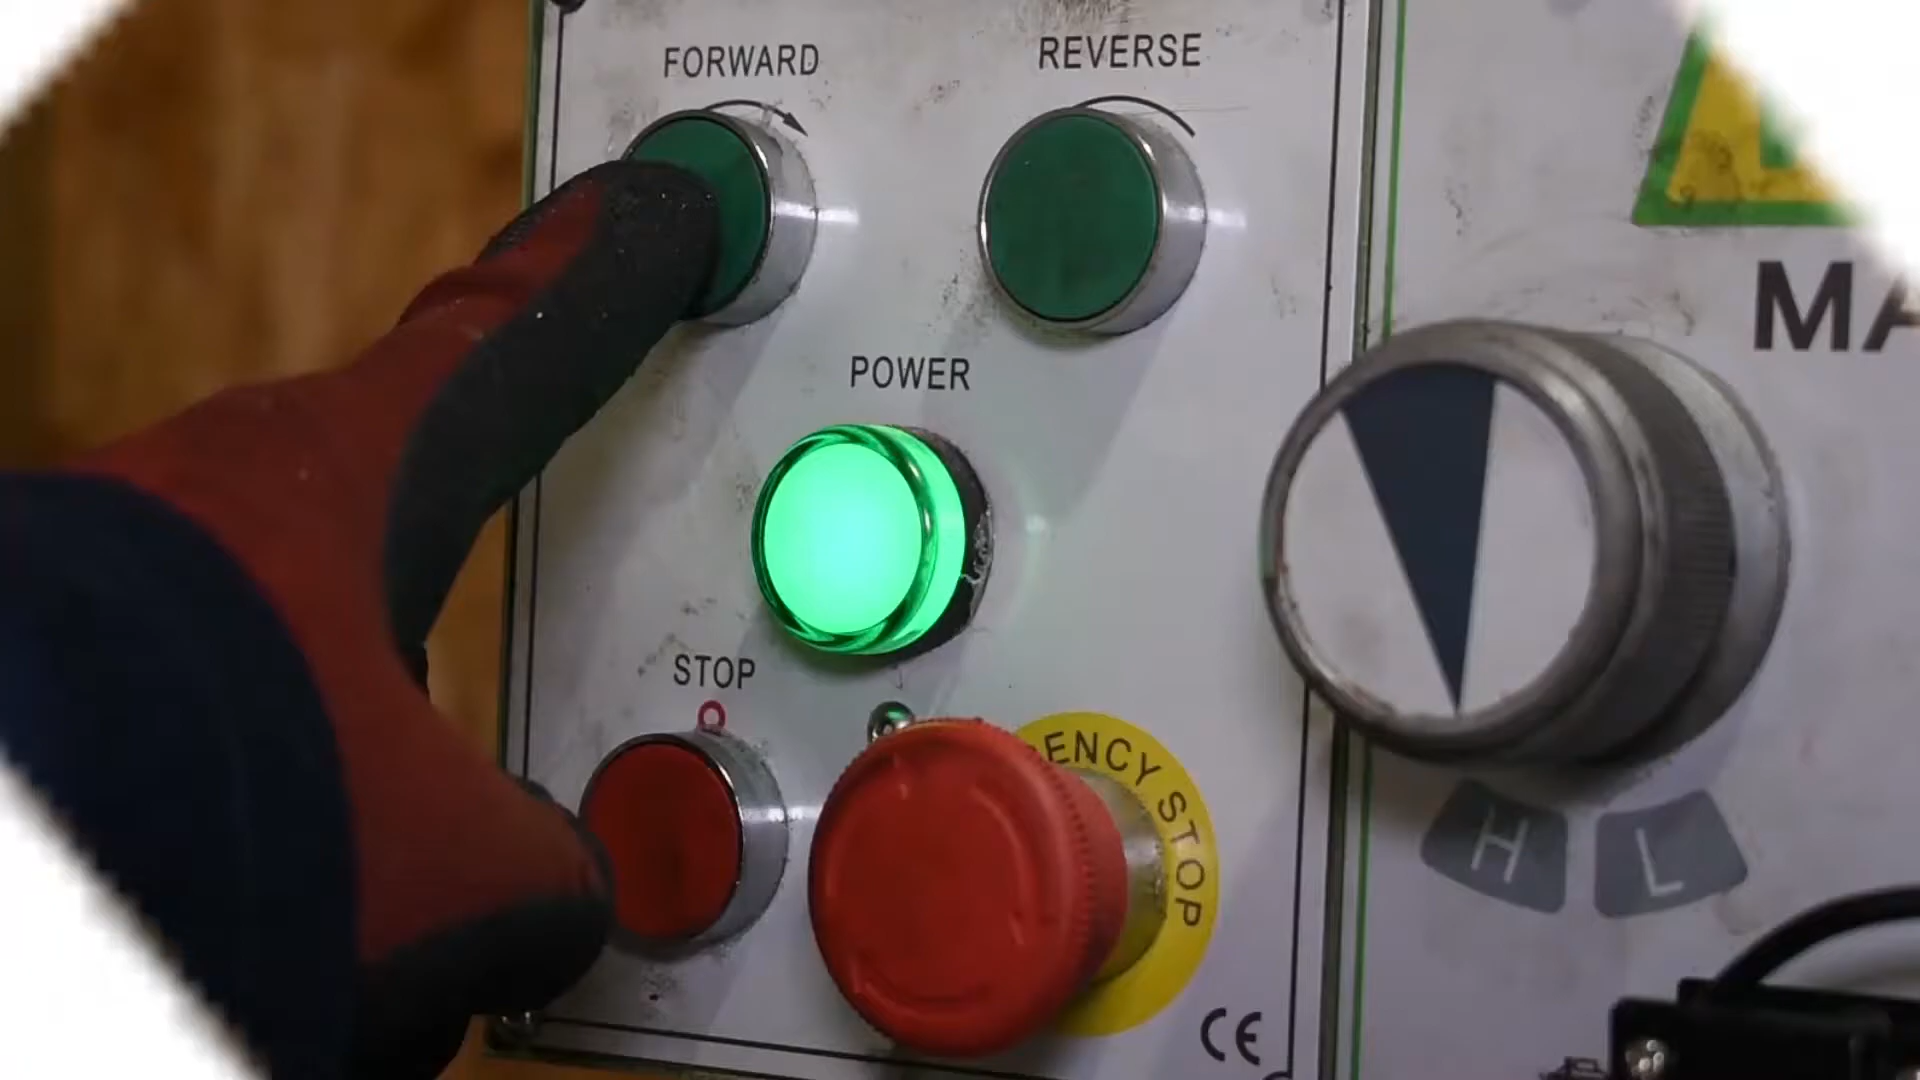 FORWARD
REVERSE
POWER
STOP
ENCY STOP
MA
H
L
CE